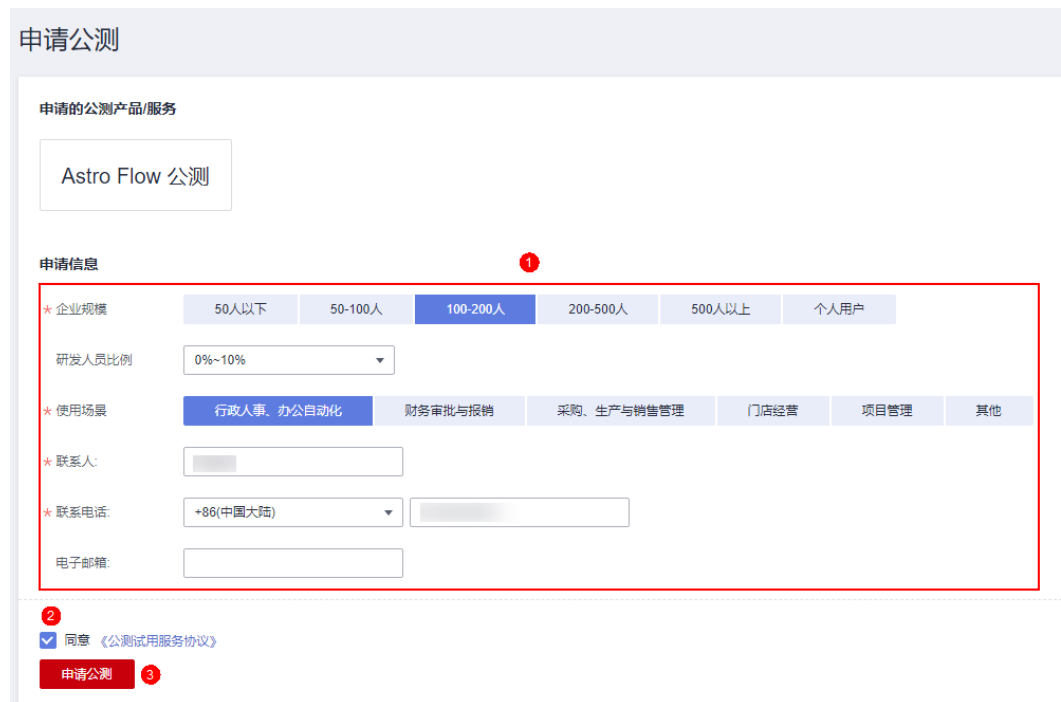 申请公测
申请的公测产品/服务
Astro Flow 公测
申请信息
1
* 企业规模 50人以下 50-100人 100-200人 200-500人 500人以上 个人用户
研发人员比例 0%~10%
* 使用场景 行政人事、办公自动化 财务审批与报销 采购、生产与销售管理 门店经营 项目管理 其他
* 联系人:
* 联系电话: +86(中国大陆)
电子邮箱:
2
同意 《公测试用服务协议》
申请公测 3